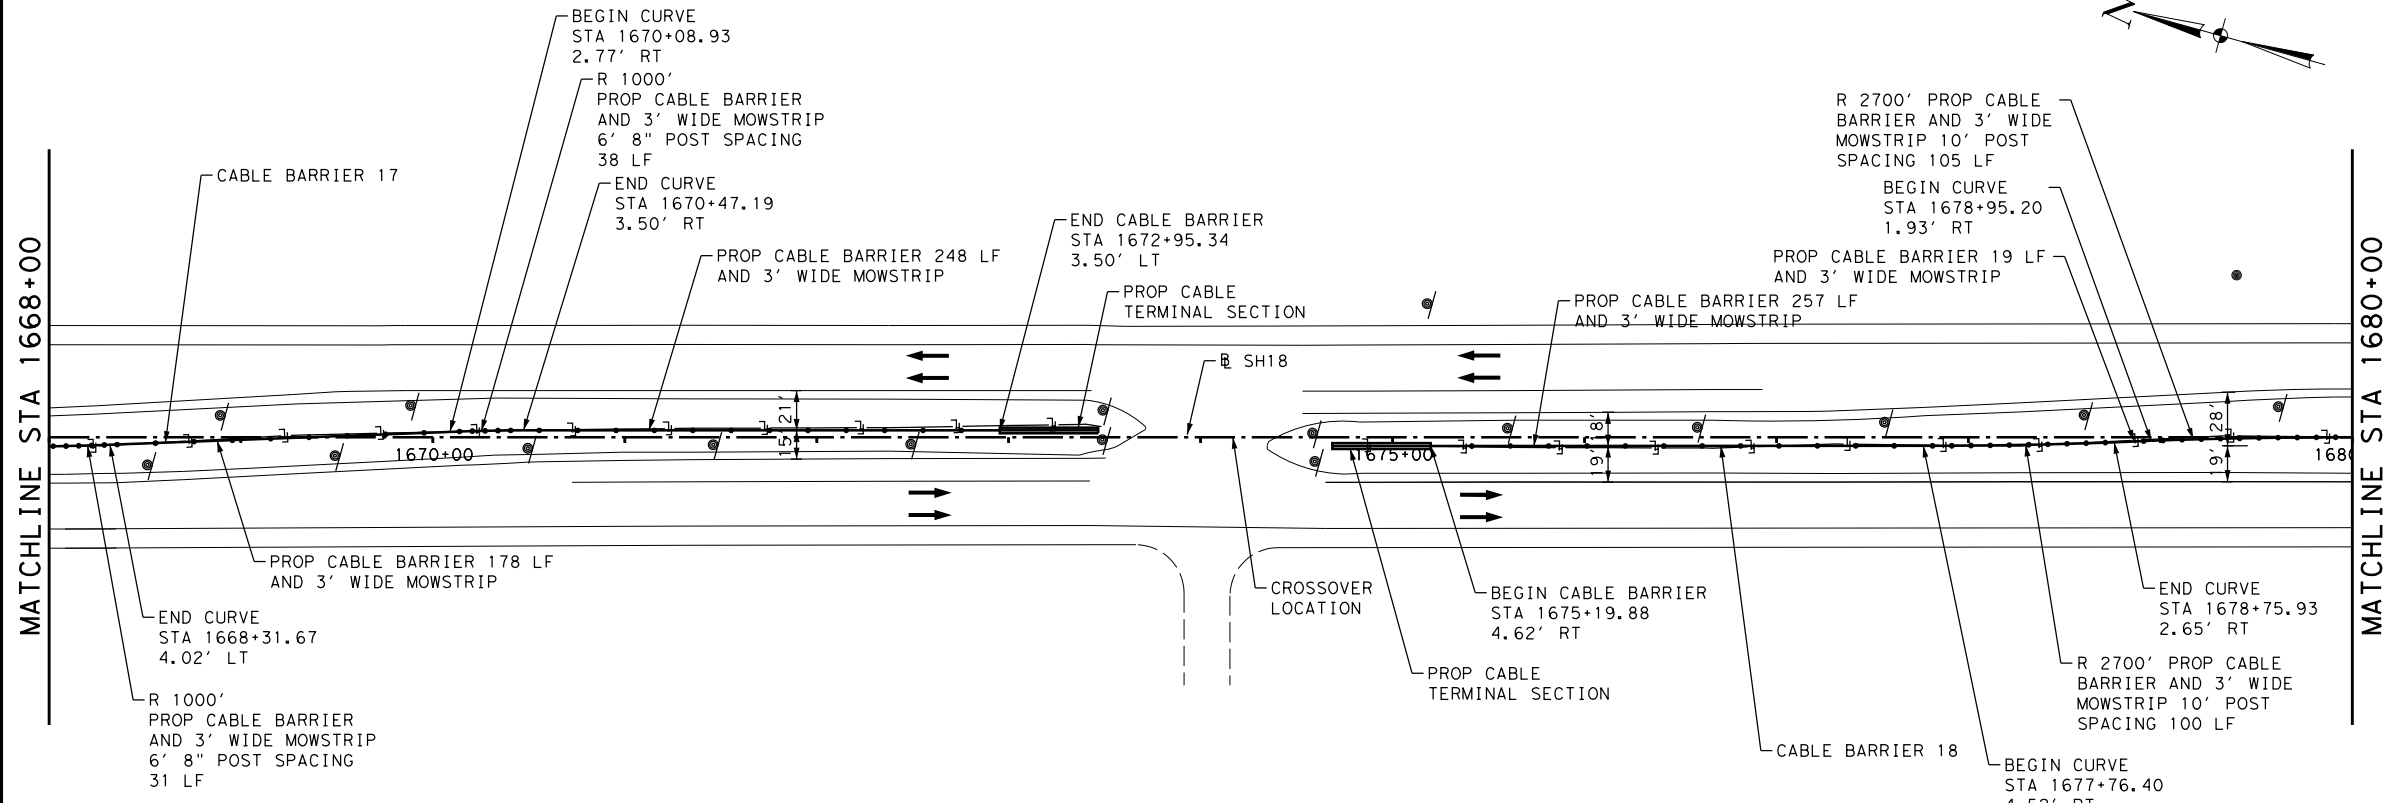 BEGIN CURVE
STA 1670+08.93
2.77' RT
R 1000'
PROP CABLE BARRIER
AND 3' WIDE MOWSTRIP
6' 8" POST SPACING
38 LF
END CURVE
STA 1670+47.19
3.50' RT
CABLE BARRIER 17
PROP CABLE BARRIER 248 LF
AND 3' WIDE MOWSTRIP
END CABLE BARRIER
STA 1672+95.34
3.50' LT
PROP CABLE
TERMINAL SECTION
N
R 2700' PROP CABLE
BARRIER AND 3' WIDE
MOWSTRIP 10' POST
SPACING 105 LF
BEGIN CURVE
STA 1678+95.20
1.93' RT
PROP CABLE BARRIER 19 LF
AND 3' WIDE MOWSTRIP
PROP CABLE BARRIER 257 LF
AND 3' WIDE MOWSTRIP
MATCHLINE STA 1668+00
BL SH18
21'
15'
18'
19'
28'
19'
1670+00
1675+00
1680
MATCHLINE STA 1680+00
PROP CABLE BARRIER 178 LF
AND 3' WIDE MOWSTRIP
END CURVE
STA 1668+31.67
4.02' LT
R 1000'
PROP CABLE BARRIER
AND 3' WIDE MOWSTRIP
6' 8" POST SPACING
31 LF
CROSSOVER
LOCATION
BEGIN CABLE BARRIER
STA 1675+19.88
4.62' RT
PROP CABLE
TERMINAL SECTION
END CURVE
STA 1678+75.93
2.65' RT
R 2700' PROP CABLE
BARRIER AND 3' WIDE
MOWSTRIP 10' POST
SPACING 100 LF
CABLE BARRIER 18
BEGIN CURVE
STA 1677+76.40